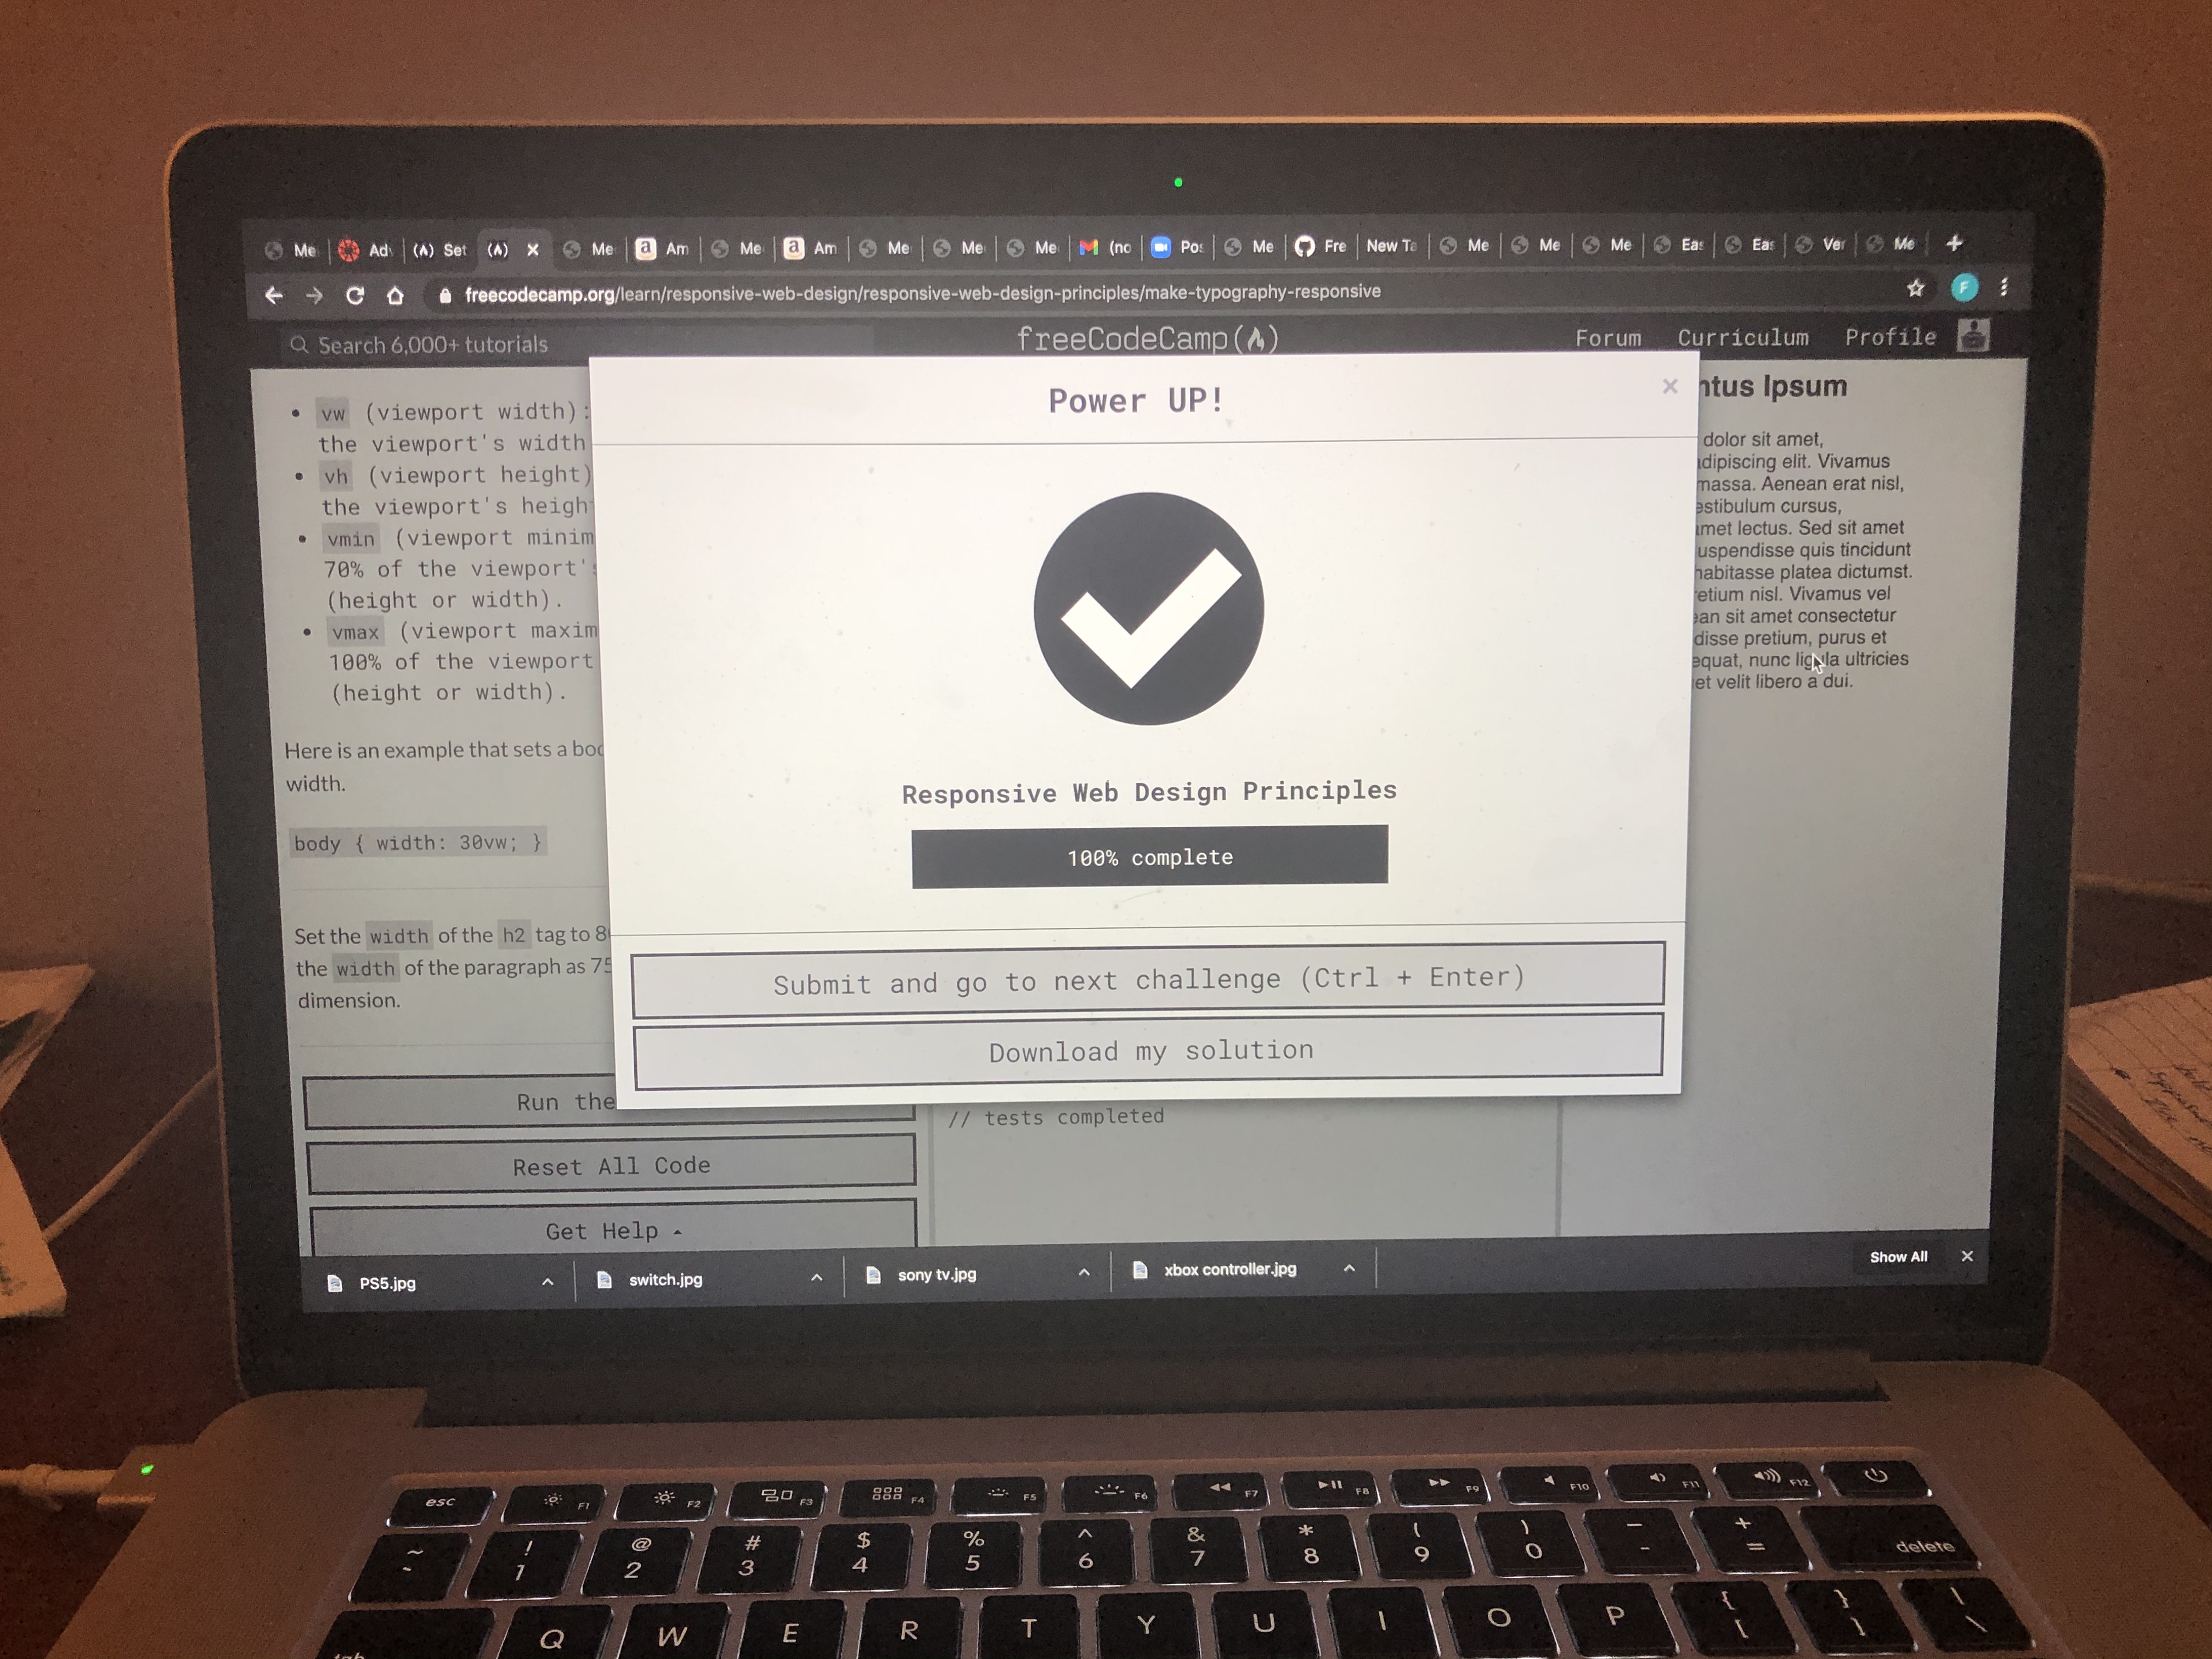 Me
Ad
Set
Me
Am
Me
Am
Me
Me
Me
(no
Pos
Me
Fre
New Ta
Me
Me
Me
Eas
Eas
Ver
Me
freecodecamp.org/learn/responsive-web-design/responsive-web-design-principles/make-typography-responsive
F
Search 6,000+ tutorials
freeCodeCamp
Forum
Curriculum
Profile
vw (viewport width):
the viewport's width
vh (viewport height)
the viewport's heigh
vmin (viewport minim
70% of the viewport's
(height or width).
vmax (viewport maxim
100% of the viewport
(height or width).
Here is an example that sets a bod
width.
body { width: 30vw; }
Set the width of the h2 tag to 8
the width of the paragraph as 75
dimension.
Run the
Reset All Code
Get Help
Power UP!
×
Responsive Web Design Principles
100% complete
Submit and go to next challenge (Ctrl + Enter)
Download my solution
// tests completed
ntus Ipsum
dolor sit amet,
dipiscing elit. Vivamus
massa. Aenean erat nisl,
estibulum cursus,
met lectus. Sed sit amet
uspendisse quis tincidunt
habitasse platea dictumst.
retium nisl. Vivamus vel
ean sit amet consectetur
disse pretium, purus et
equat, nunc ligula ultricies
et velit libero a dui.
PS5.jpg
switch.jpg
sony tv.jpg
xbox controller.jpg
Show All
esc
F1
F2
F3
F4
F5
F6
F7
F8
F9
F10
F11
F12
~ `
! 1
@ 2
# 3
$ 4
% 5
^ 6
& 7
* 8
( 9
) 0
_ -
+ =
delete
tab
Q
W
E
R
T
Y
U
I
O
P
{ [
} ]
| \